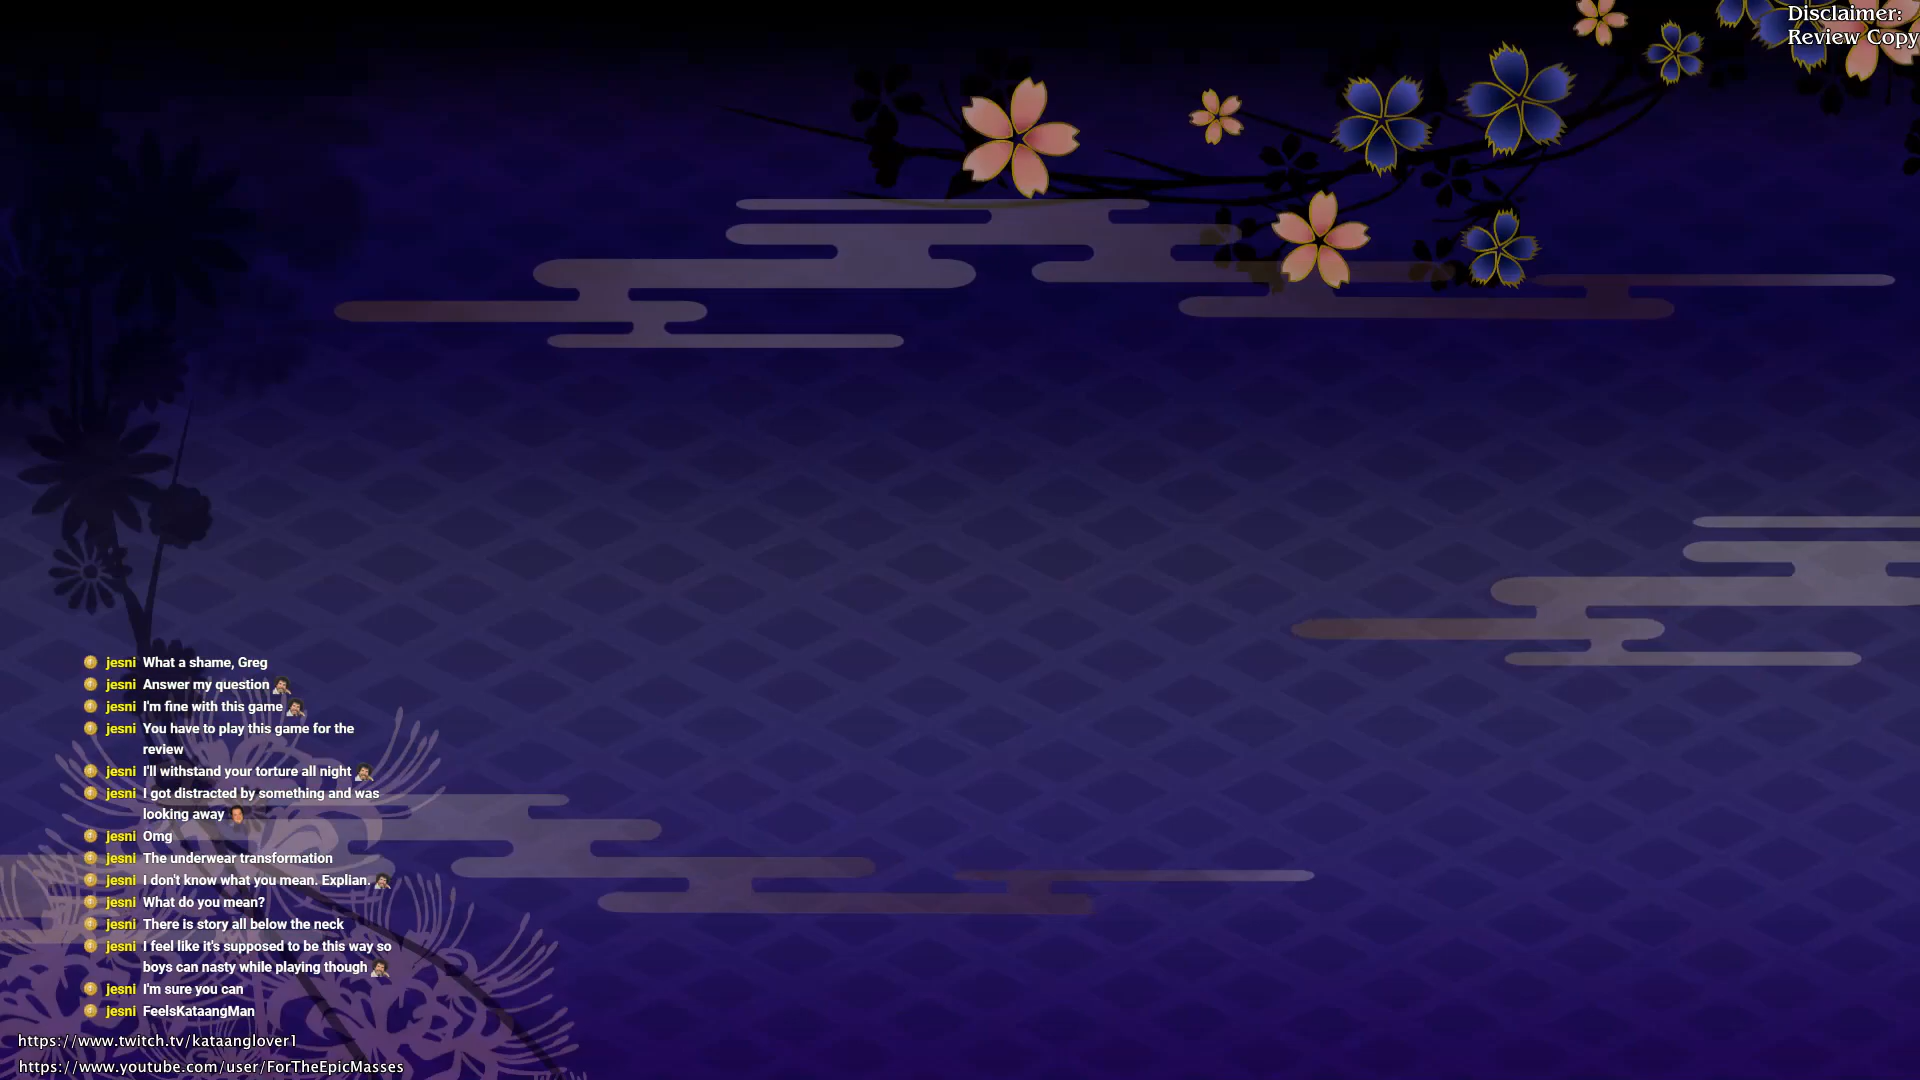 Disclaimer:
Review Copy
jesni What a shame, Greg
jesni Answer my question
jesni I'm fine with this game
jesni You have to play this game for the
review
jesni I'll withstand your torture all night
jesni I got distracted by something and was
looking away
jesni Omg
jesni The underwear transformation
jesni I don't know what you mean. Explian.
jesni What do you mean?
jesni There is story all below the neck
jesni I feel like it's supposed to be this way so
boys can nasty while playing though
jesni I'm sure you can
jesni FeelsKataangMan
https://www.twitch.tv/kataanglover1
https://www.youtube.com/user/ForTheEpicMasses